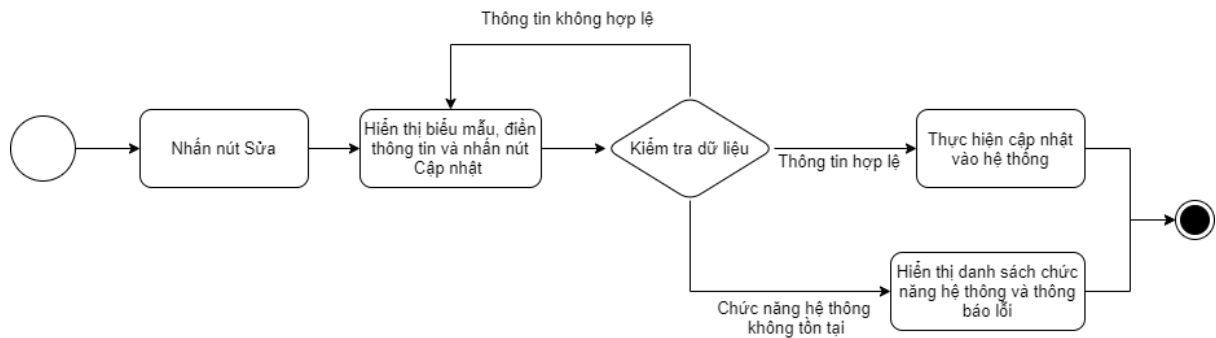 Thông tin không hợp lệ
Nhấn nút Sửa
Hiển thị biểu mẫu, điền
thông tin và nhấn nút
Cập nhật
Kiểm tra dữ liệu
Thông tin hợp lệ
Thực hiện cập nhật
vào hệ thống
Chức năng hệ thông
không tồn tại
Hiển thị danh sách chức
năng hệ thông và thông
báo lỗi